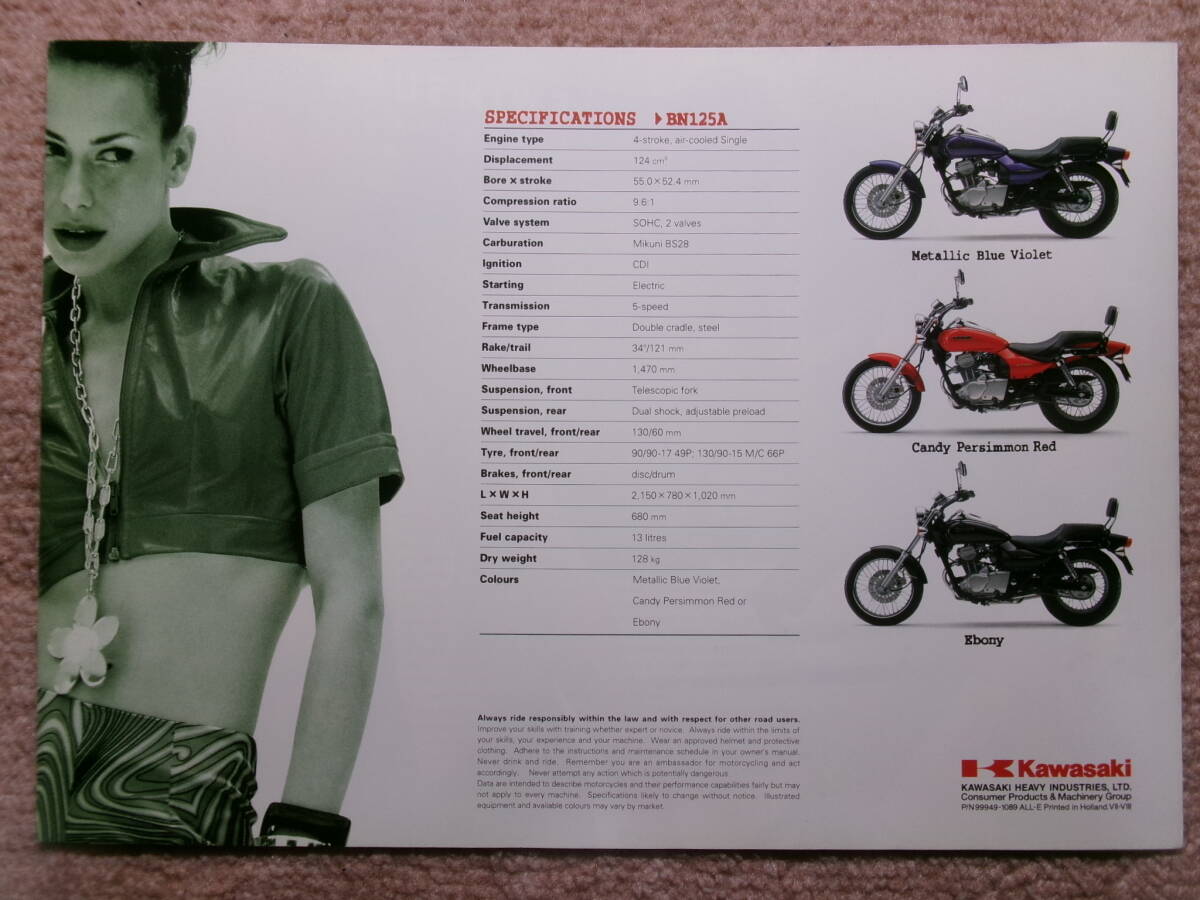 SPECIFICATIONS ▶BN125A
Engine type 4-stroke, air-cooled Single
Displacement 124 cm³
Bore × stroke 55.0×52.4 mm
Compression ratio 9.6:1
Valve system SOHC, 2 valves
Carburation Mikuni BS28
Ignition CDI
Starting Electric
Transmission 5-speed
Frame type Double cradle, steel
Rake/trail 34°/121 mm
Wheelbase 1,470 mm
Suspension, front Telescopic fork
Suspension, rear Dual shock, adjustable preload
Wheel travel, front/rear 130/60 mm
Tyre, front/rear 90/90-17 49P; 130/90-15 M/C 66P
Brakes, front/rear disc/drum
L×W×H 2,150×780×1,020 mm
Seat height 680 mm
Fuel capacity 13 litres
Dry weight 128 kg
Colours Metallic Blue Violet,
Candy Persimmon Red or
Ebony
Always ride responsibly within the law and with respect for other road users.
Improve your skills with training whether expert or novice. Always ride within the limits of
your skills, your experience and your machine. Wear an approved helmet and protective
clothing. Adhere to the instructions and maintenance schedule in your owner's manual.
Never drink and ride. Remember you are an ambassador for motorcycling and act
accordingly. Never attempt any action which is potentially dangerous.
Data are intended to describe motorcycles and their performance capabilities fairly but may
not apply to every machine. Specifications likely to change without notice. Illustrated
equipment and available colours may vary by market.
Metallic Blue Violet
Candy Persimmon Red
Ebony
Kawasaki
KAWASAKI HEAVY INDUSTRIES, LTD.
Consumer Products & Machinery Group
P/N 99949-1089 ALL-E Printed in Holland.VII-VIII